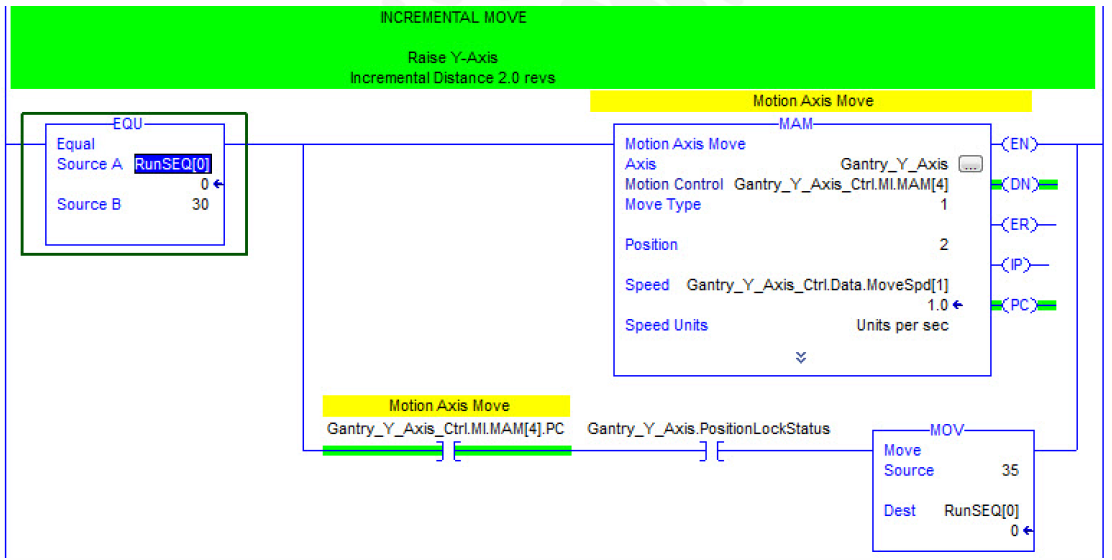 INCREMENTAL MOVE
Raise Y-Axis
Incremental Distance 2.0 revs
EQU
Equal
Source A RunSEQ[0]
0
Source B 30
Motion Axis Move
MAM
Motion Axis Move
Axis Gantry_Y_Axis ...
Motion Control Gantry_Y_Axis_Ctrl.MI.MAM[4]
Move Type 1
Position 2
Speed Gantry_Y_Axis_Ctrl.Data.MoveSpd[1]
1.0
Speed Units Units per sec
EN
DN
ER
IP
PC
Motion Axis Move
Gantry_Y_Axis_Ctrl.MI.MAM[4].PC
Gantry_Y_Axis.PositionLockStatus
MOV
Move
Source 35
Dest RunSEQ[0]
0